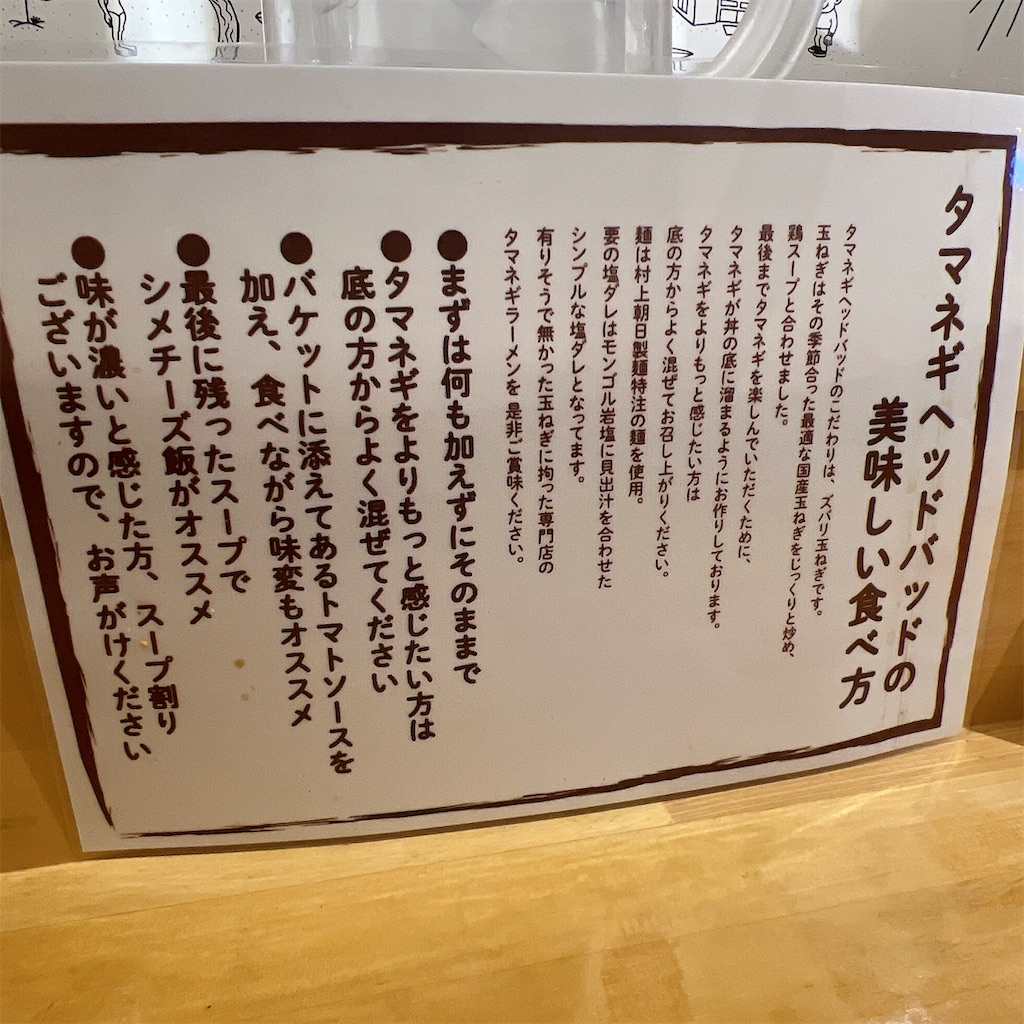 タマネギヘッドバッドの
美味しい食べ方
タマネギヘッドバッドのこだわりは、ズバリ玉ねぎです。
玉ねぎはその季節合った最適な国産玉ねぎをじっくりと炒め、
鶏スープと合わせました。
最後までタマネギを楽しんでいただくために、
タマネギが丼の底に溜まるようにお作りしております。
タマネギをよりもっと感じたい方は
底の方からよく混ぜてお召し上がりください。
麺は村上朝日製麺特注の麺を使用。
要の塩ダレはモンゴル岩塩に貝出汁を合わせた
シンプルな塩ダレとなってます。
有りそうで無かった玉ねぎに拘った専門店の
タマネギラーメンを 是非ご賞味ください。
●まずは何も加えずにそのままで
●タマネギをよりもっと感じたい方は
底の方からよく混ぜてください
●バケットに添えてあるトマトソースを
加え、食べながら味変もオススメ
●最後に残ったスープで
シメチーズ飯がオススメ
●味が濃いと感じた方、スープ割り
ございますので、お声がけください